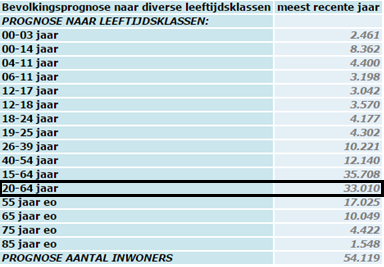 Bevolkingsprognose naar diverse leeftijdsklassen meest recente jaar
PROGNOSE NAAR LEEFTIJDSKLASSEN:
00-03 jaar 2.461
00-14 jaar 8.362
04-11 jaar 4.400
06-11 jaar 3.198
12-17 jaar 3.042
12-18 jaar 3.570
18-24 jaar 4.177
19-25 jaar 4.302
26-39 jaar 10.221
40-54 jaar 12.140
15-64 jaar 35.708
20-64 jaar 33.010
55 jaar eo 17.025
65 jaar eo 10.049
75 jaar eo 4.422
85 jaar eo 1.548
PROGNOSE AANTAL INWONERS 54.119